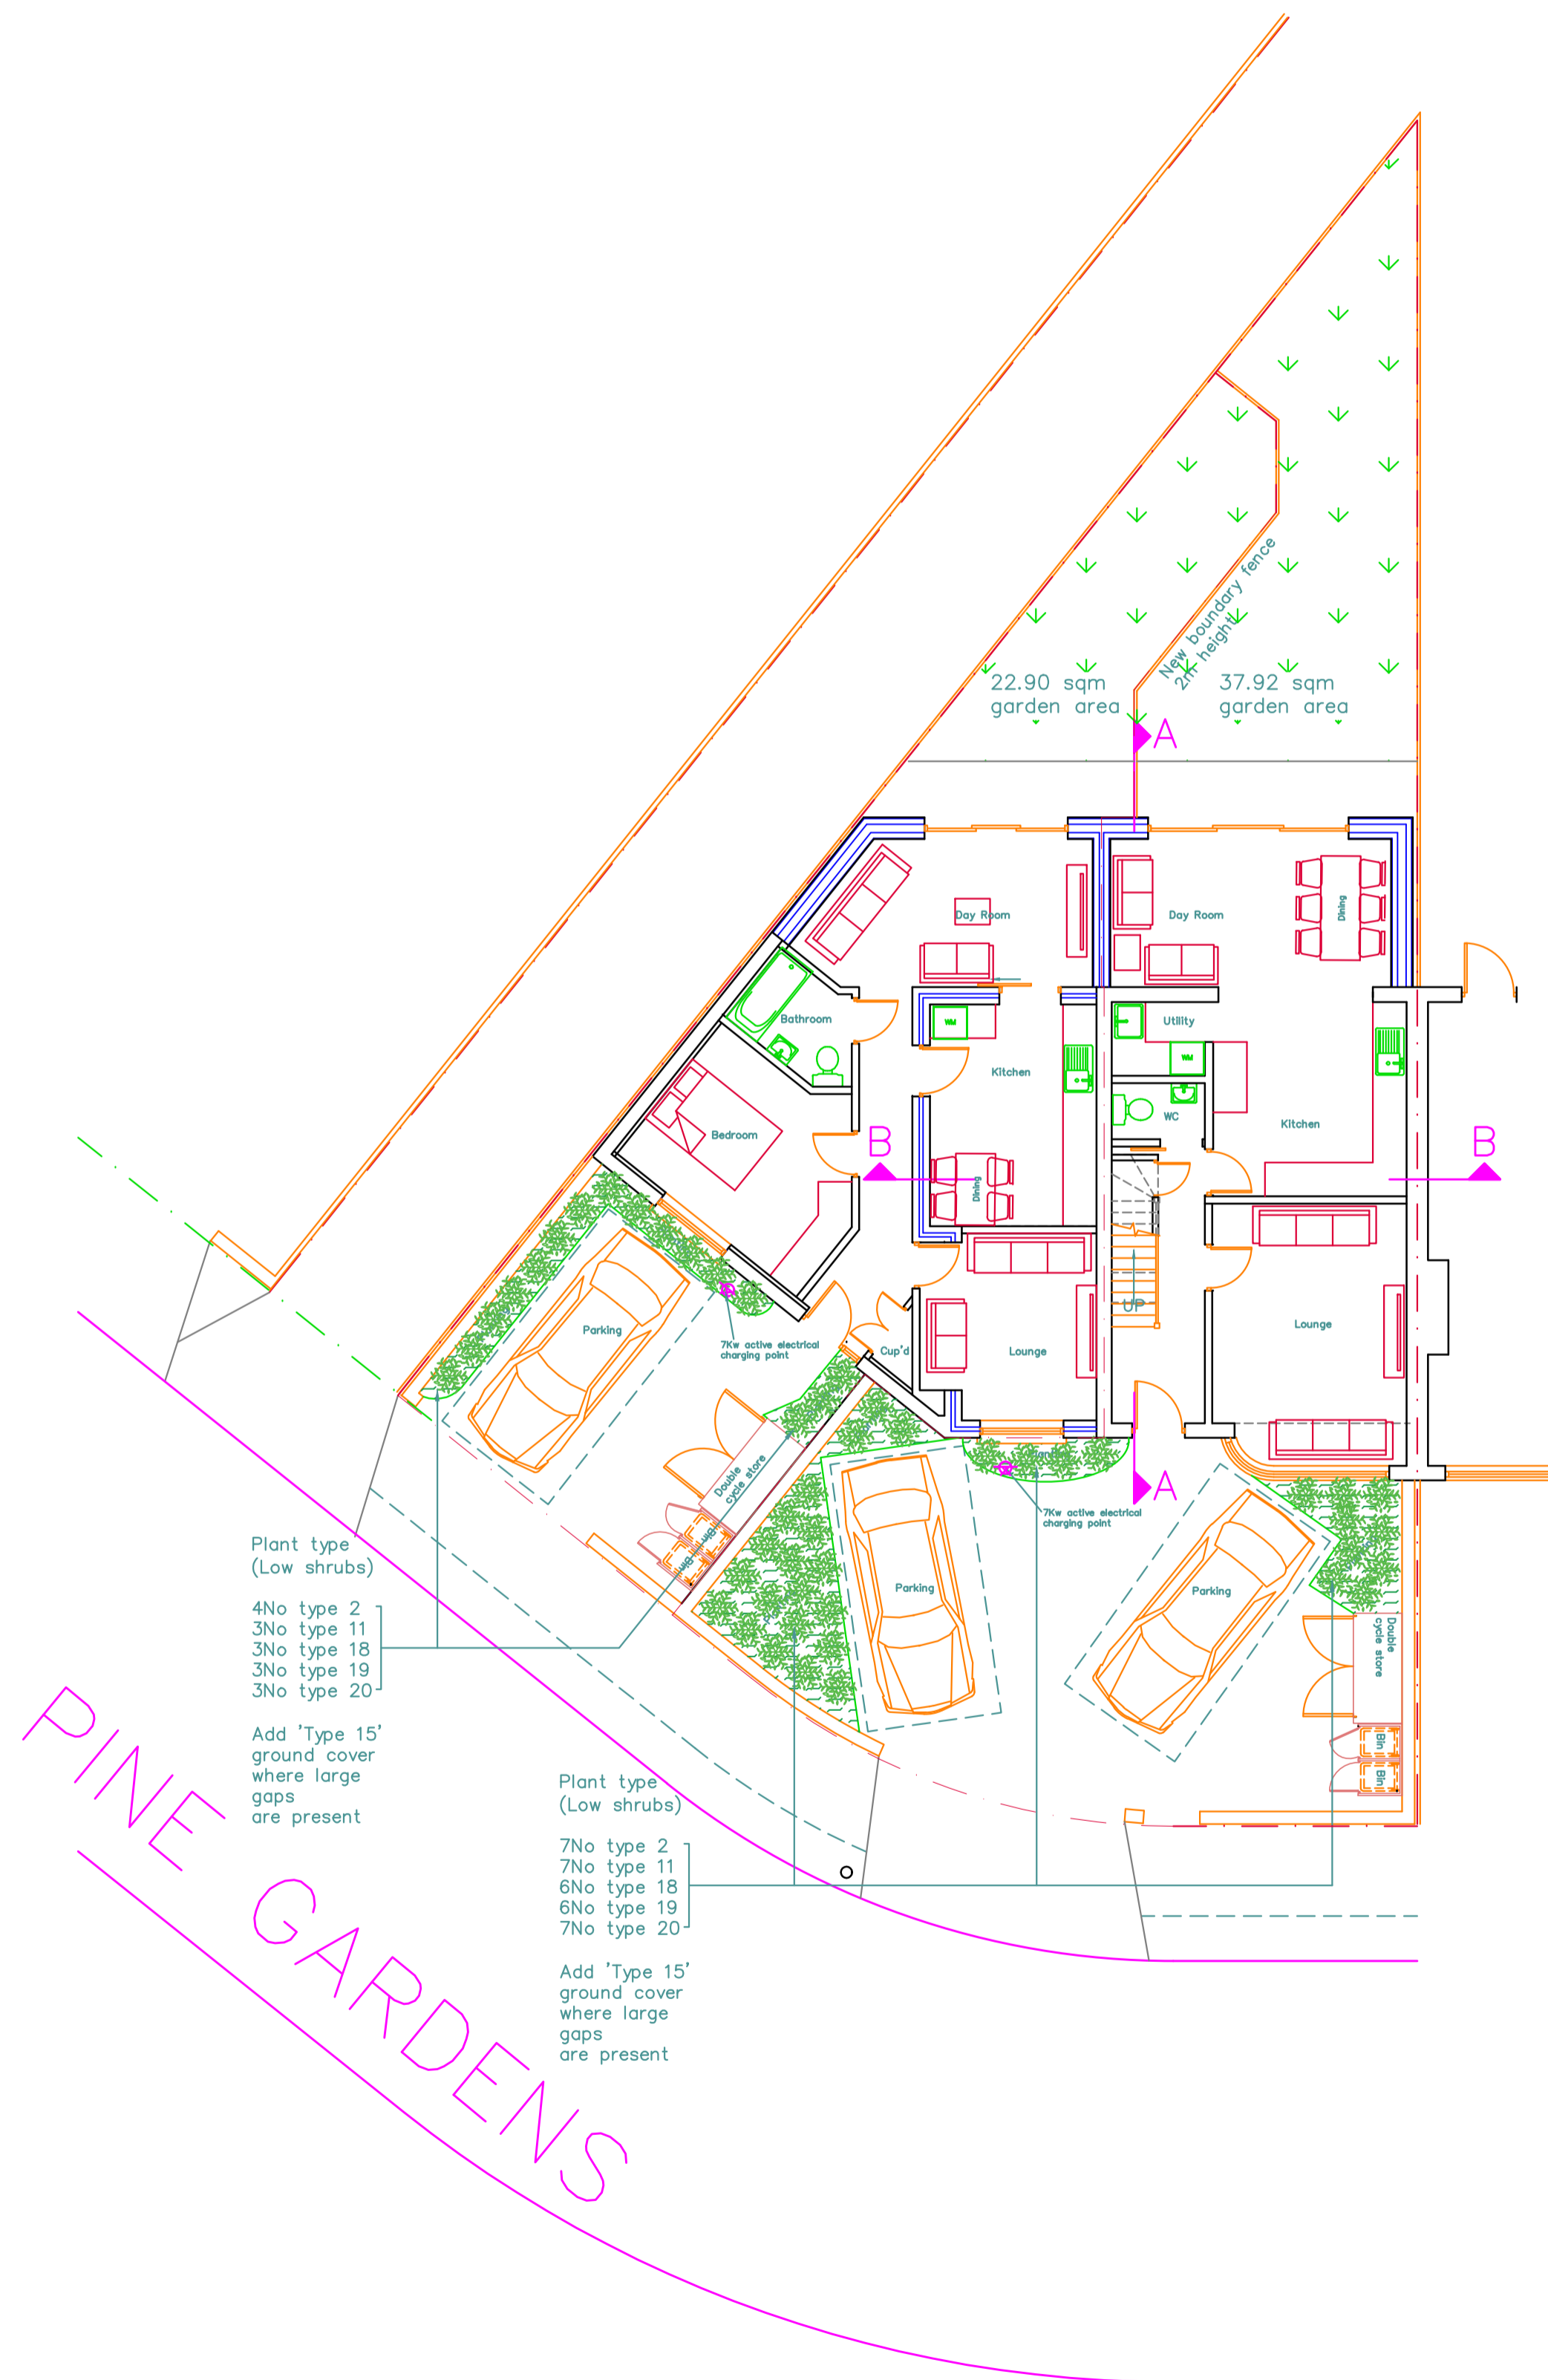 New boundary fence
2m height
22.90 sqm
garden area
37.92 sqm
garden area
A
Day Room
Day Room
Dining
Bathroom
WM
Utility
WM
Kitchen
WC
Kitchen
Bedroom
B
B
Dining
UP
Parking
7Kw active electrical
charging point
Cup'd
Lounge
Lounge
Double
cycle store
Bin
Bin
A
7Kw active electrical
charging point
Parking
Parking
Double
cycle store
Bin
Bin
Plant type
(Low shrubs)
4No type 2
3No type 11
3No type 18
3No type 19
3No type 20
Add 'Type 15'
ground cover
where large
gaps
are present
Plant type
(Low shrubs)
7No type 2
7No type 11
6No type 18
6No type 19
7No type 20
Add 'Type 15'
ground cover
where large
gaps
are present
PINE GARDENS